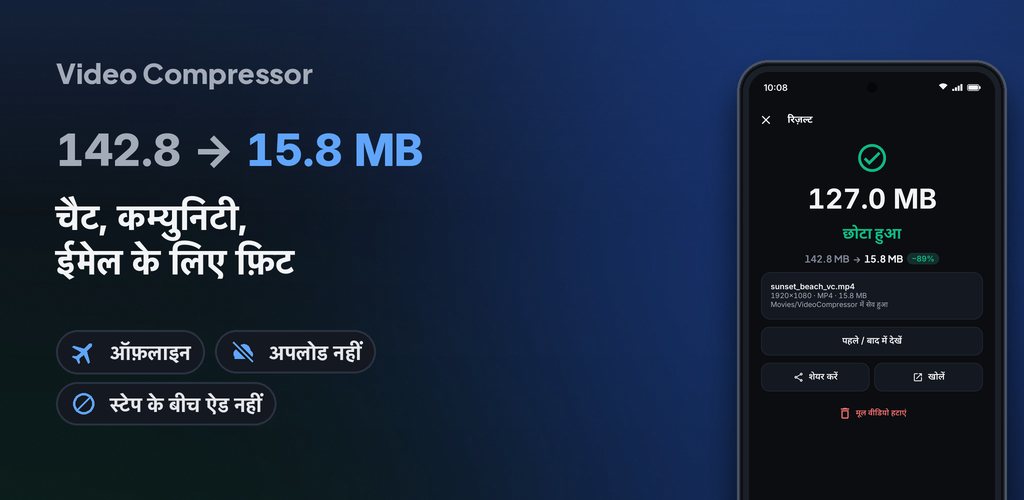 Video Compressor
142.8 → 15.8 MB
चैट, कम्युनिटी,
ईमेल के लिए फ़िट
ऑफ़लाइन
अपलोड नहीं
स्टेप के बीच ऐड नहीं
10:08
रिज़ल्ट
127.0 MB
छोटा हुआ
142.8 MB → 15.8 MB −89%
sunset_beach_vc.mp4
1920×1080 · MP4 · 15.8 MB
Movies/VideoCompressor में सेव हुआ
पहले / बाद में देखें
शेयर करें
खोलें
मूल वीडियो हटाएं